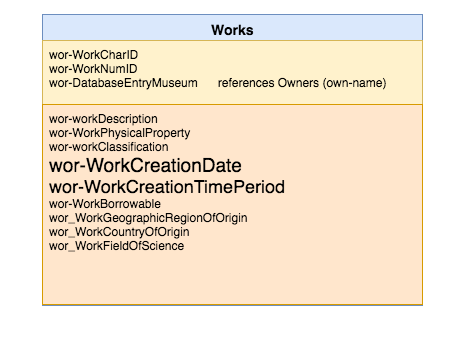 Works
wor-WorkCharID
wor-WorkNumID
wor-DatabaseEntryMuseum references Owners (own-name)
wor-workDescription
wor-WorkPhysicalProperty
wor-workClassification
wor-WorkCreationDate
wor-WorkCreationTimePeriod
wor-WorkBorrowable
wor_WorkGeographicRegionOfOrigin
wor_WorkCountryOfOrigin
wor_WorkFieldOfScience